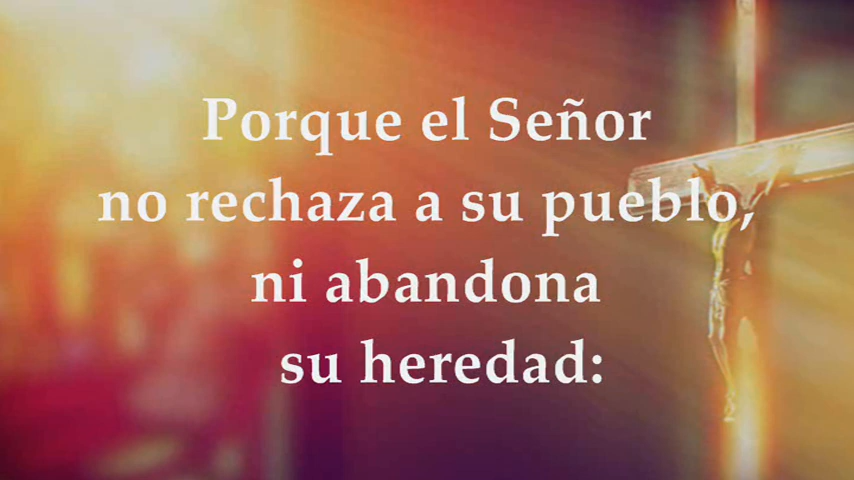 Porque el Señor
no rechaza a su pueblo,
ni abandona
su heredad: